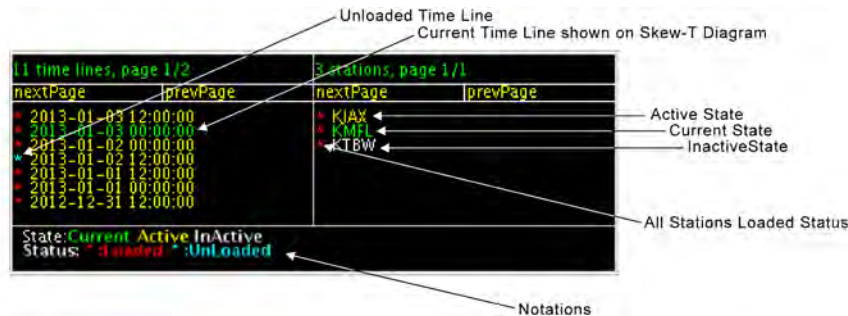 Unloaded Time Line
Current Time Line shown on Skew-T Diagram
11 time lines, page 1/2
3 stations, page 1/1
nextPage prevPage nextPage prevPage
* 2013-01-03 12:00:00
* 2013-01-03 00:00:00
* 2013-01-02 00:00:00
* 2013-01-02 12:00:00
* 2013-01-01 12:00:00
* 2013-01-01 00:00:00
* 2012-12-31 12:00:00
* KJAX
* KMFL
* KTBW
Active State
Current State
InactiveState
All Stations Loaded Status
State:Current Active InActive
Status: * :Loaded * :UnLoaded
Notations